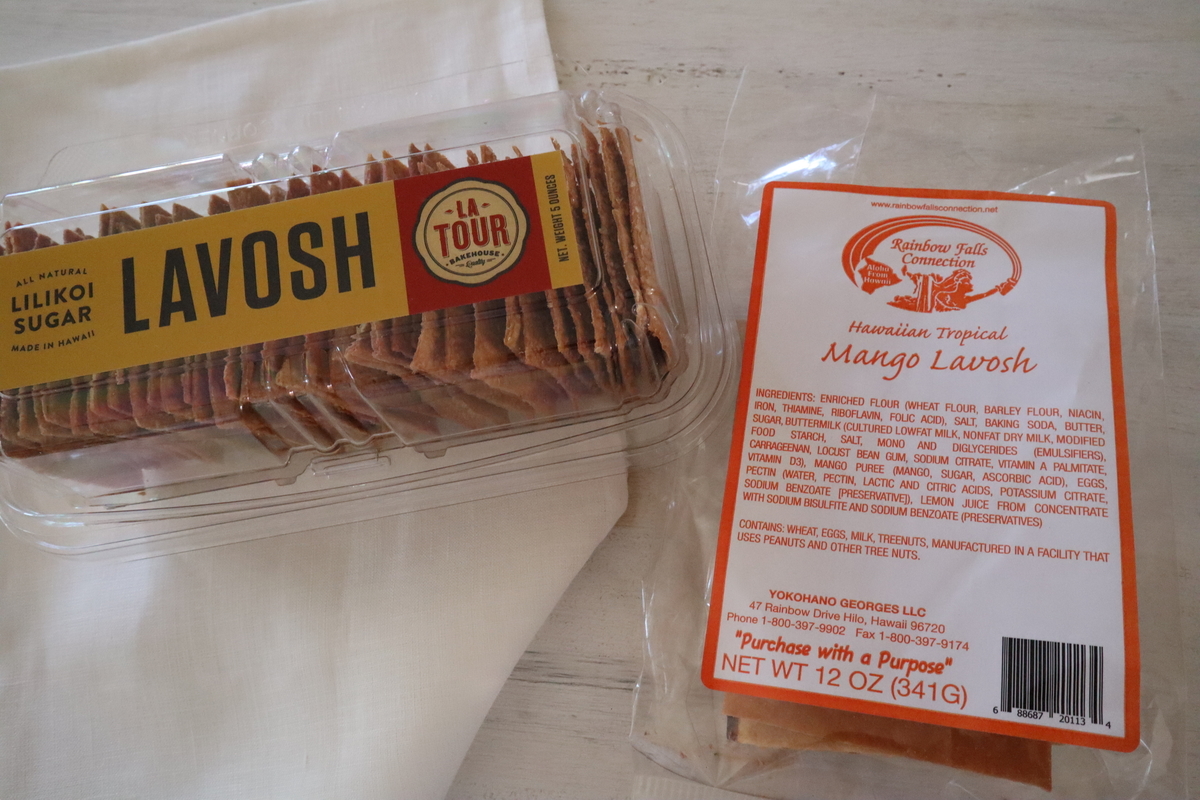 ALL NATURAL
LILIKOI
SUGAR
MADE IN HAWAII
LAVOSH
LA
TOUR
BAKEHOUSE
Quality
NET. WEIGHT 5 OUNCES
www.rainbowfallsconnection.net
Rainbow Falls
Connection
Aloha
From
Hawaii
Hawaiian Tropical
Mango Lavosh
INGREDIENTS: ENRICHED FLOUR (WHEAT FLOUR, BARLEY FLOUR, NIACIN,
IRON, THIAMINE, RIBOFLAVIN, FOLIC ACID), SALT, BAKING SODA, BUTTER,
SUGAR, BUTTERMILK (CULTURED LOWFAT MILK, NONFAT DRY MILK, MODIFIED
FOOD STARCH, SALT, MONO AND DIGLYCERIDES (EMULSIFIERS),
CARRAGEENAN, LOCUST BEAN GUM, SODIUM CITRATE, VITAMIN A PALMITATE,
VITAMIN D3), MANGO PUREE (MANGO, SUGAR, ASCORBIC ACID), EGGS,
PECTIN (WATER, PECTIN, LACTIC AND CITRIC ACIDS, POTASSIUM CITRATE,
SODIUM BENZOATE [PRESERVATIVE]), LEMON JUICE FROM CONCENTRATE
WITH SODIUM BISULFITE AND SODIUM BENZOATE (PRESERVATIVES)
CONTAINS: WHEAT, EGGS, MILK, TREENUTS, MANUFACTURED IN A FACILITY THAT
USES PEANUTS AND OTHER TREE NUTS.
YOKOHANO GEORGES LLC
47 Rainbow Drive Hilo, Hawaii 96720
Phone 1-800-397-9902 Fax 1-800-397-9174
"Purchase with a Purpose"
NET WT 12 OZ (341G)
6 88687 20113 4